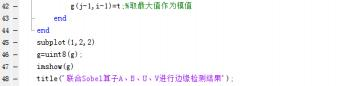 42 - g(j-1,i-1)=t;%取最大值作为模值
43 - end
44 - end
45 - subplot(1,2,2)
46 - g=uint8(g);
47 - imshow(g)
48 - title('联合Sobel算子A、B、U、V进行边缘检测结果');